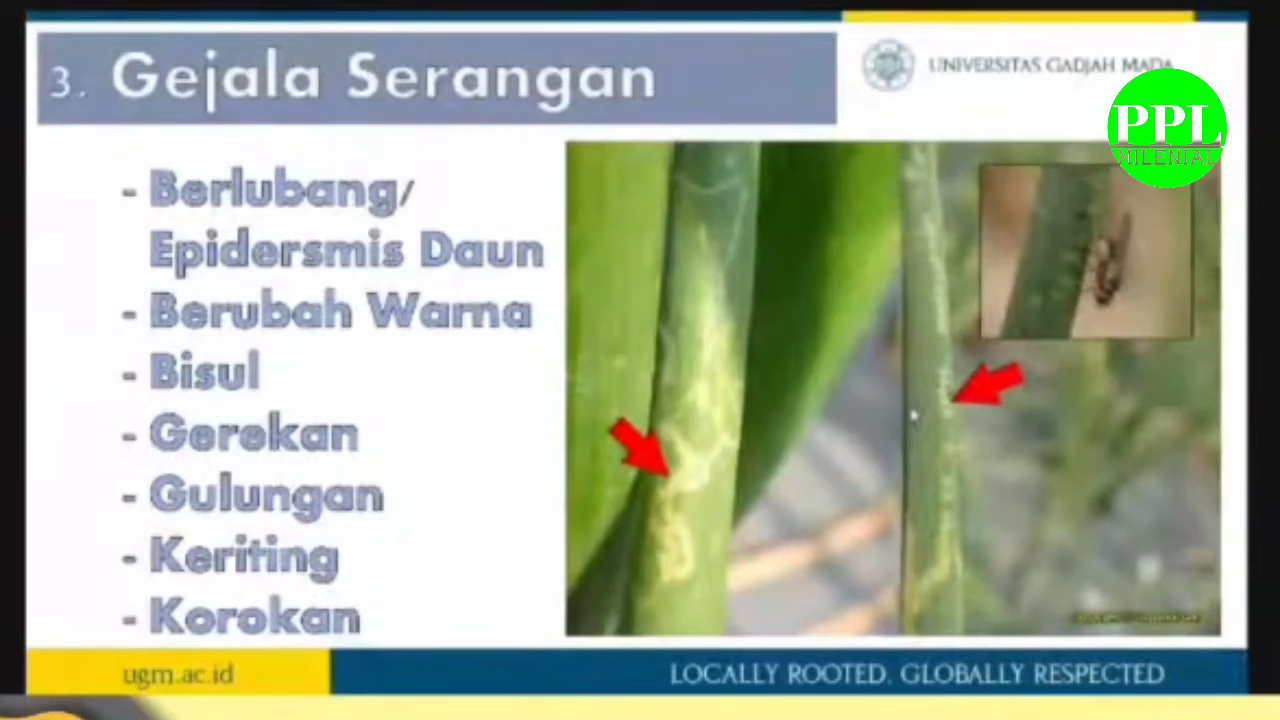 3. Gejala Serangan
UNIVERSITAS GADJAH MADA
PPL
MILENIAL
- Berlubang/
Epidersmis Daun
- Berubah Warna
- Bisul
- Gerekan
- Gulungan
- Keriting
- Korokan
ugm.ac.id
LOCALLY ROOTED, GLOBALLY RESPECTED